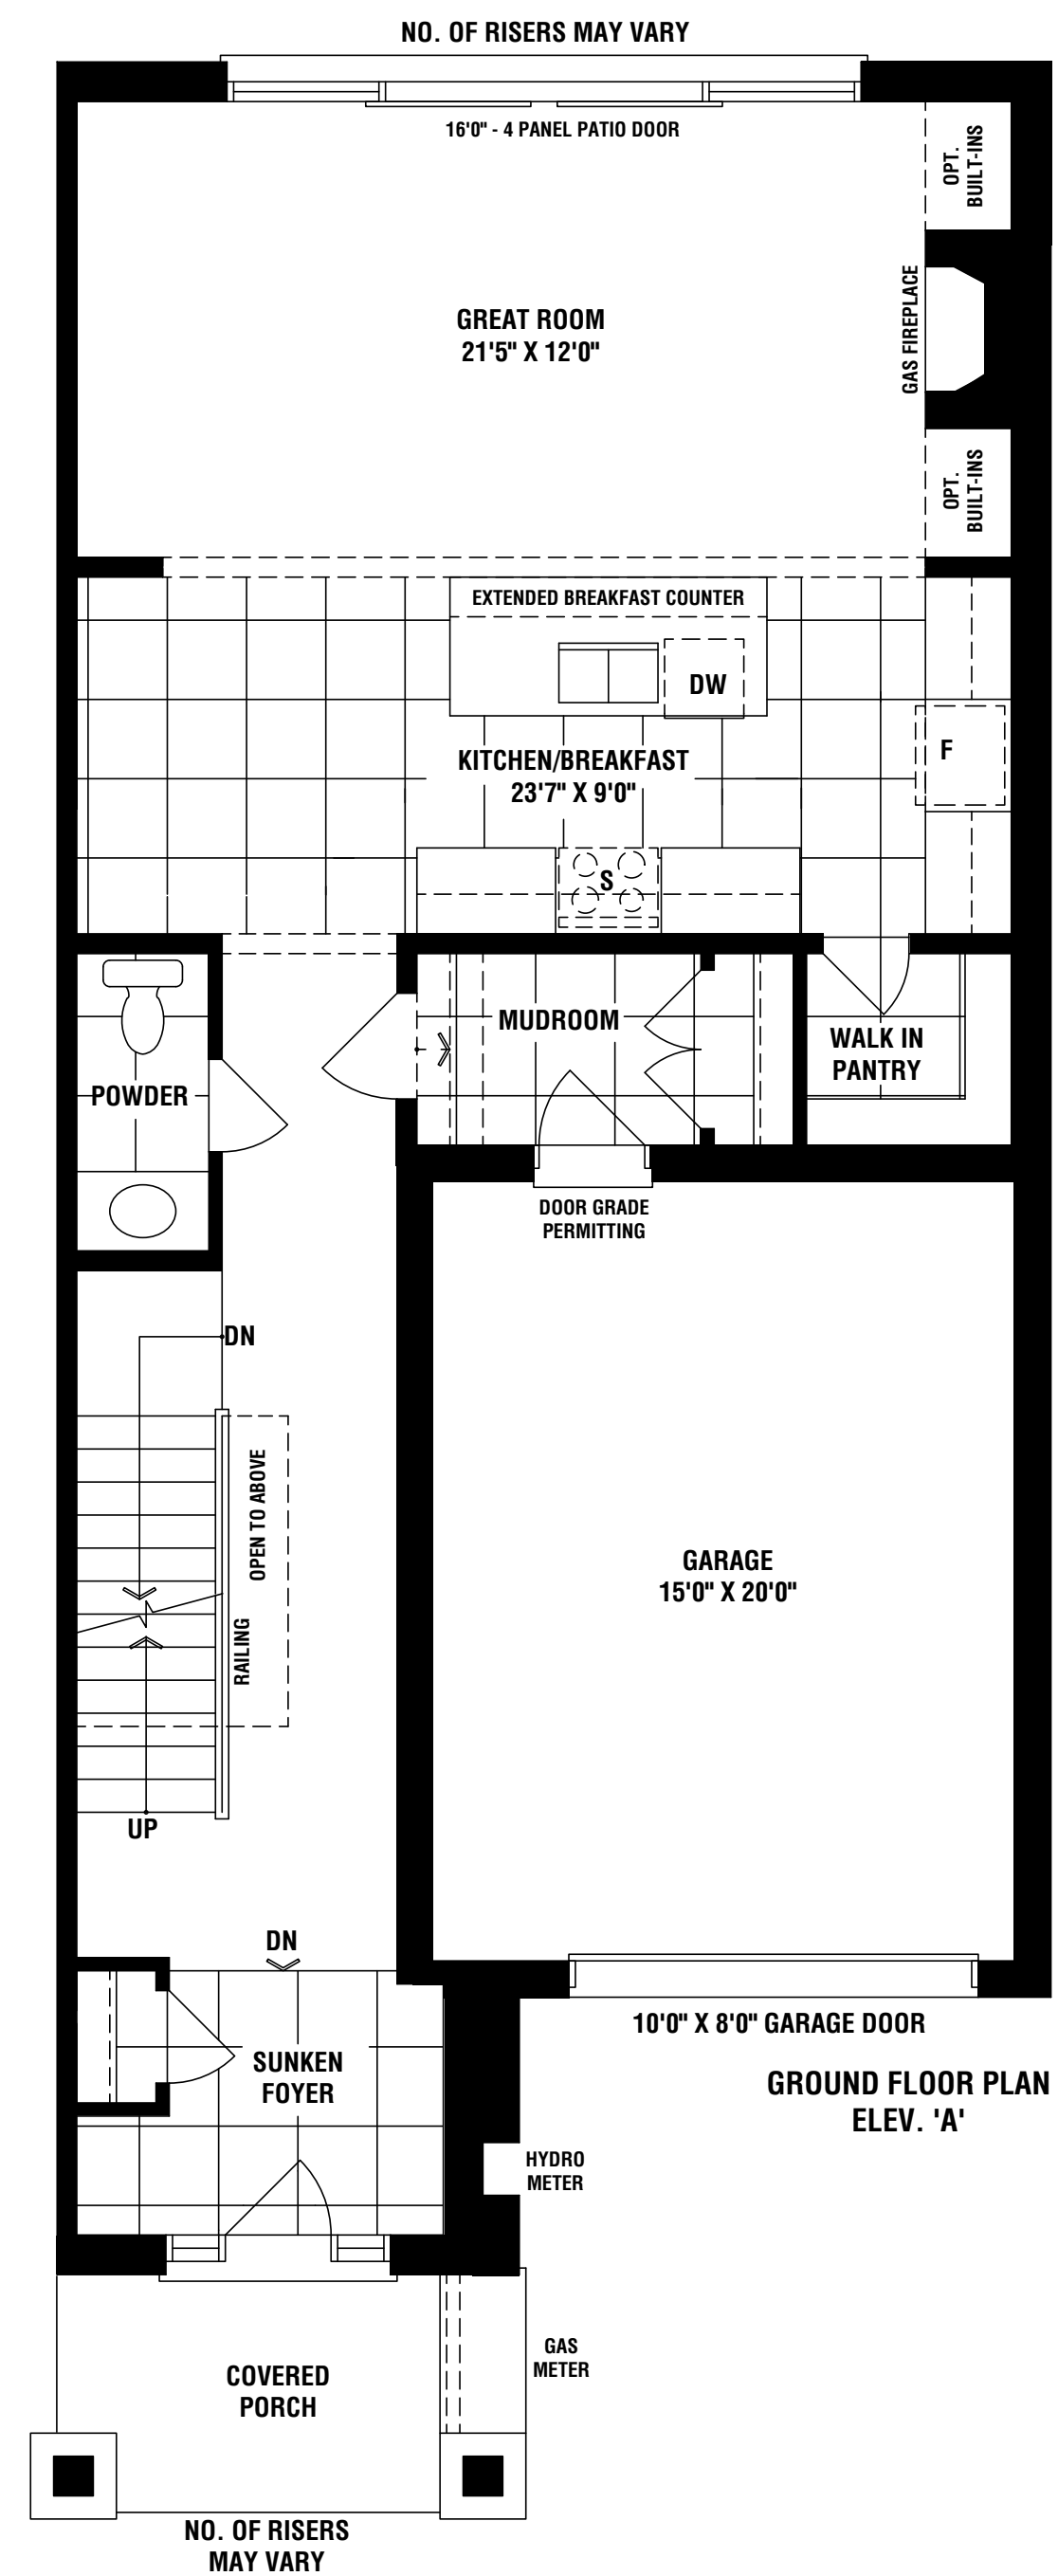 NO. OF RISERS MAY VARY
16'0" - 4 PANEL PATIO DOOR
OPT.
BUILT-INS
GREAT ROOM
21'5" X 12'0"
GAS FIREPLACE
OPT.
BUILT-INS
EXTENDED BREAKFAST COUNTER
DW
KITCHEN/BREAKFAST
23'7" X 9'0"
F
S
MUDROOM
WALK IN
PANTRY
POWDER
DOOR GRADE
PERMITTING
DN
OPEN TO ABOVE
RAILING
GARAGE
15'0" X 20'0"
UP
DN
10'0" X 8'0" GARAGE DOOR
SUNKEN
FOYER
GROUND FLOOR PLAN
ELEV. 'A'
HYDRO
METER
GAS
METER
COVERED
PORCH
NO. OF RISERS
MAY VARY